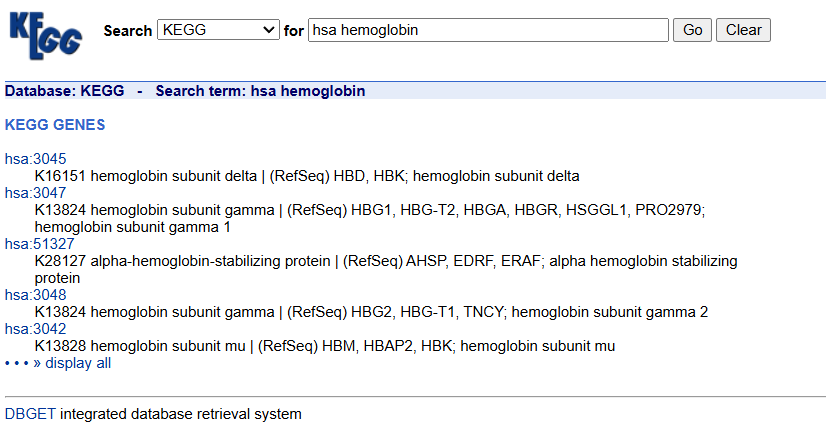 KEGG
Search KEGG for hsa hemoglobin Go Clear
Database: KEGG - Search term: hsa hemoglobin
KEGG GENES
hsa:3045
K16151 hemoglobin subunit delta | (RefSeq) HBD, HBK; hemoglobin subunit delta
hsa:3047
K13824 hemoglobin subunit gamma | (RefSeq) HBG1, HBG-T2, HBGA, HBGR, HSGGL1, PRO2979;
hemoglobin subunit gamma 1
hsa:51327
K28127 alpha-hemoglobin-stabilizing protein | (RefSeq) AHSP, EDRF, ERAF; alpha hemoglobin stabilizing
protein
hsa:3048
K13824 hemoglobin subunit gamma | (RefSeq) HBG2, HBG-T1, TNCY; hemoglobin subunit gamma 2
hsa:3042
K13828 hemoglobin subunit mu | (RefSeq) HBM, HBAP2, HBK; hemoglobin subunit mu
• • • » display all
DBGET integrated database retrieval system